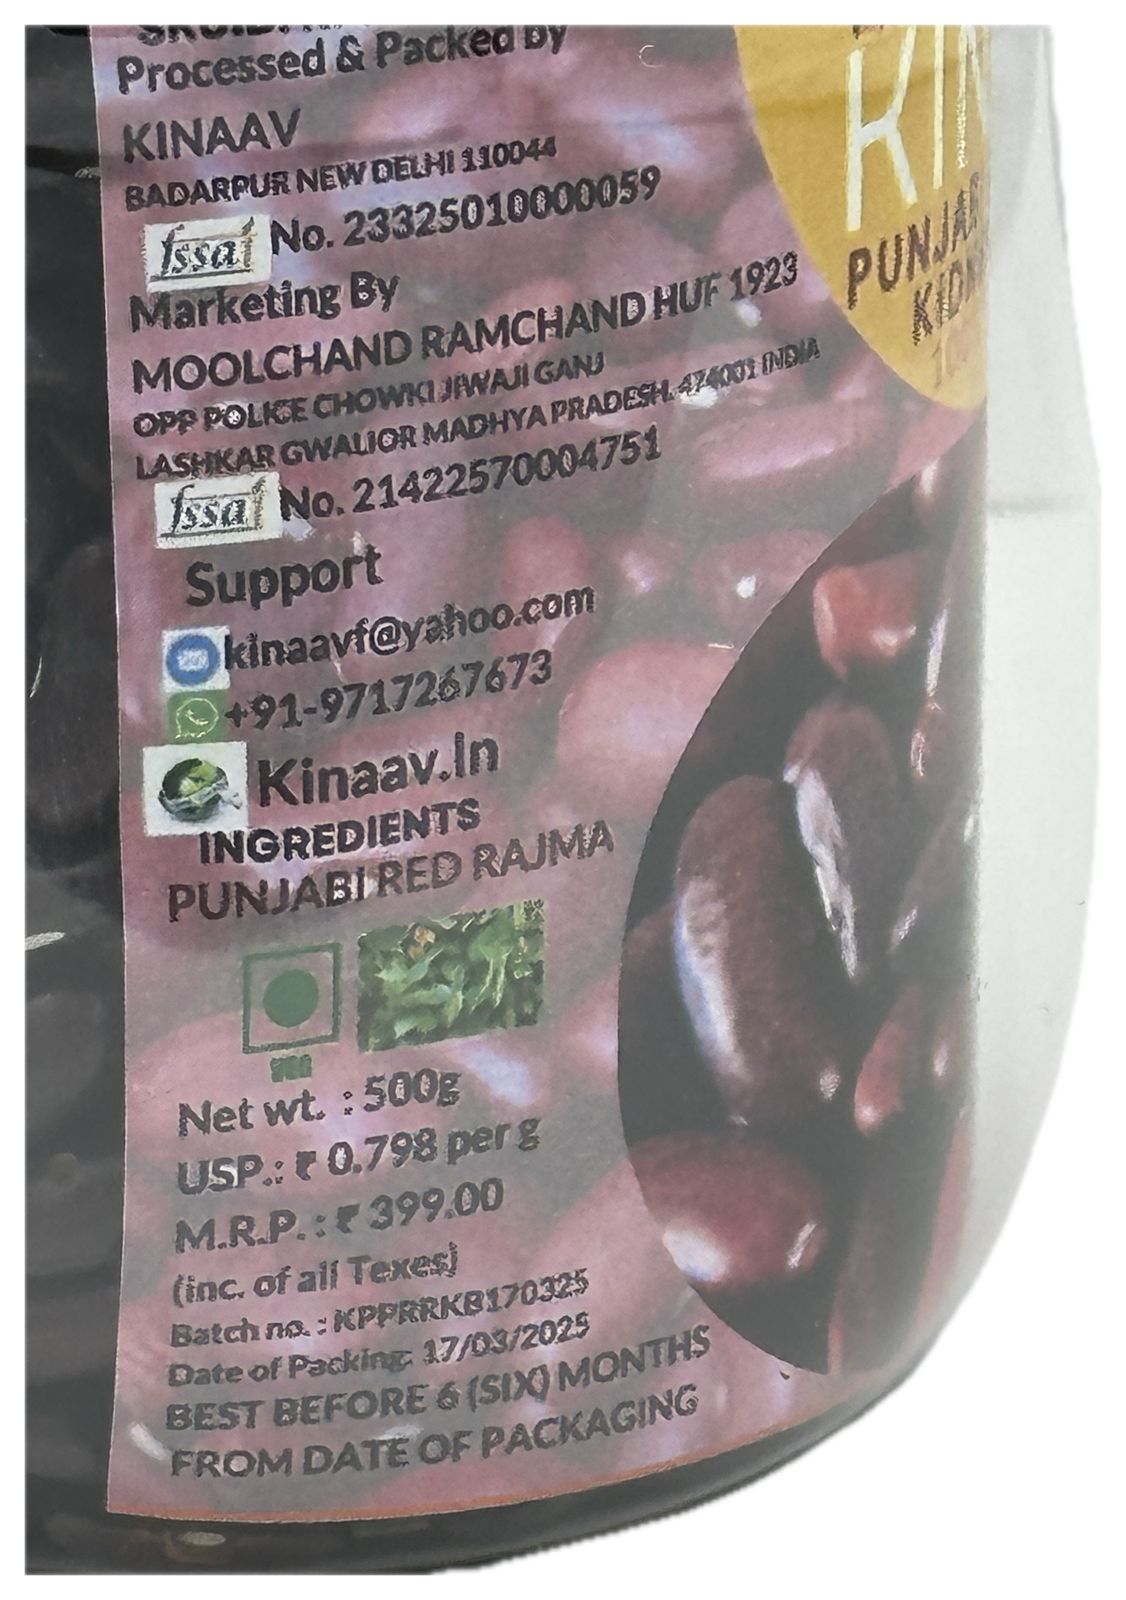 Processed & Packed by
KINAAV
BADARPUR NEW DELHI 110044
fssai No. 23325010000059
Marketing By
MOOLCHAND RAMCHAND HUF 1923
OPP POLICE CHOWKI JIWAJI GANJ
LASHKAR GWALIOR MADHYA PRADESH. 474001 INDIA
fssai No. 21422570004751
Support
kinaavf@yahoo.com
+91-9717267673
Kinaav.in
INGREDIENTS
PUNJABI RED RAJMA
Net wt. : 500g
USP.: ₹ 0.798 per g
M.R.P. : ₹ 399.00
(inc. of all Texes)
Batch no. : KPPRRKB170325
Date of Packing: 17/03/2025
BEST BEFORE 6 (SIX) MONTHS
FROM DATE OF PACKAGING
KIN
PUNJAB
KIDN